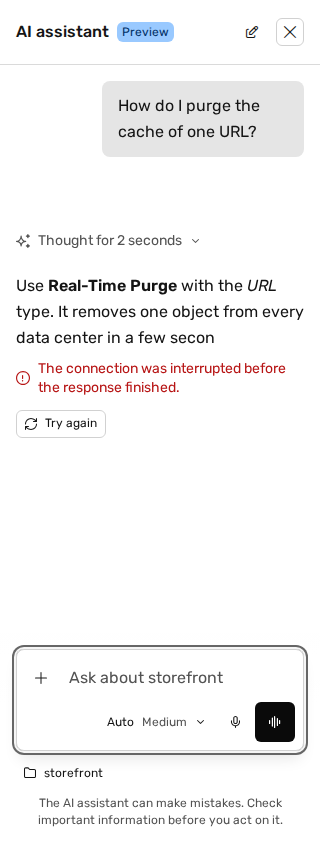 AI assistant Preview
How do I purge the
cache of one URL?
Thought for 2 seconds
Use Real-Time Purge with the URL
type. It removes one object from every
data center in a few secon
The connection was interrupted before
the response finished.
Try again
Ask about storefront
Auto Medium
storefront
The AI assistant can make mistakes. Check
important information before you act on it.